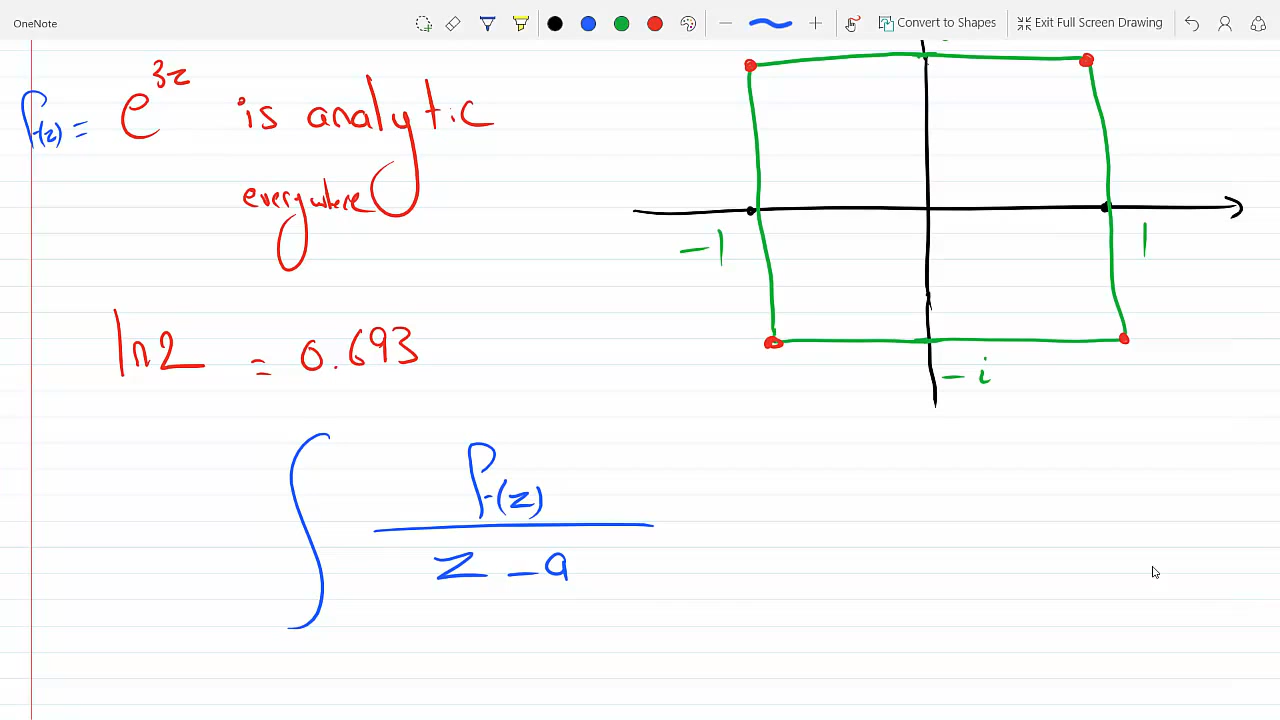 OneNote
Convert to Shapes
Exit Full Screen Drawing
f(z) = e^{3z} is analytic
everywhere
-1
1
ln2 = 0.693
-i
∫ f(z)
z - a